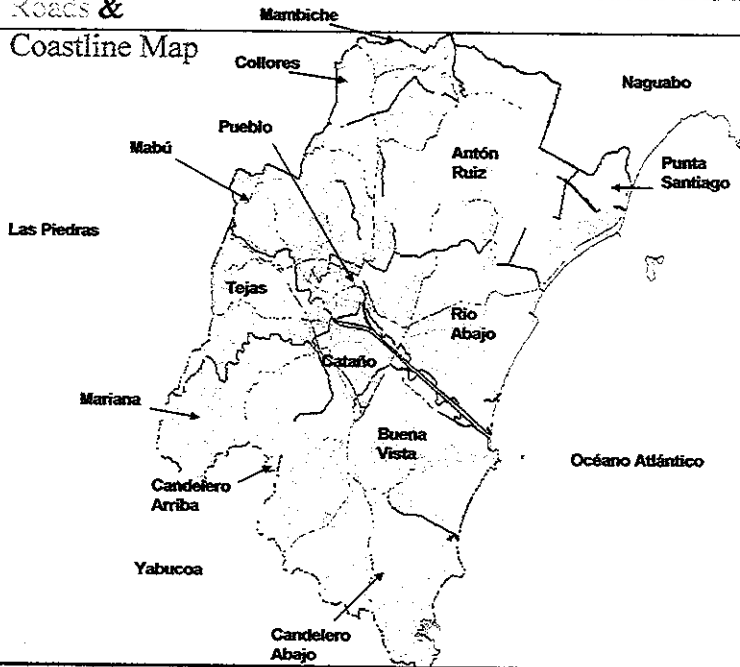 Roads &
Coastline Map
Mambiche
Collores
Naguabo
Pueblo
Mabú
Antón
Ruiz
Punta
Santiago
Las Piedras
Tejas
Rio
Abajo
Cataño
Mariana
Buena
Vista
Océano Atlántico
Candelero
Arriba
Yabucoa
Candelero
Abajo